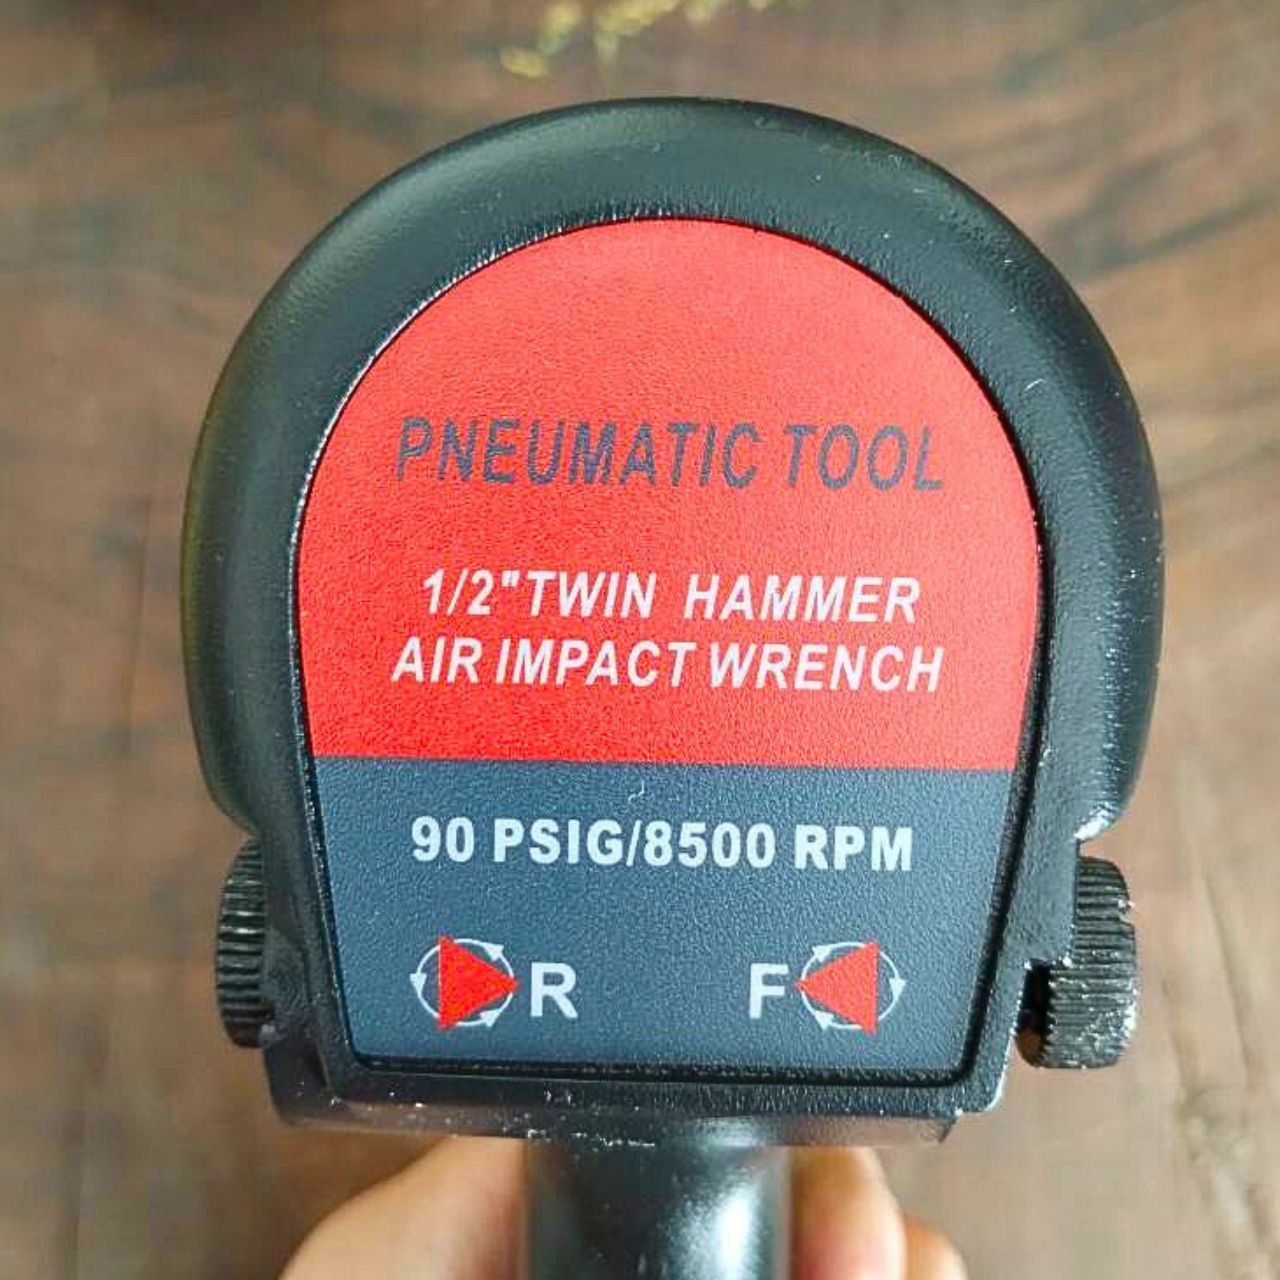 PNEUMATIC TOOL
1/2"TWIN HAMMER
AIR IMPACT WRENCH
90 PSIG/8500 RPM
R F